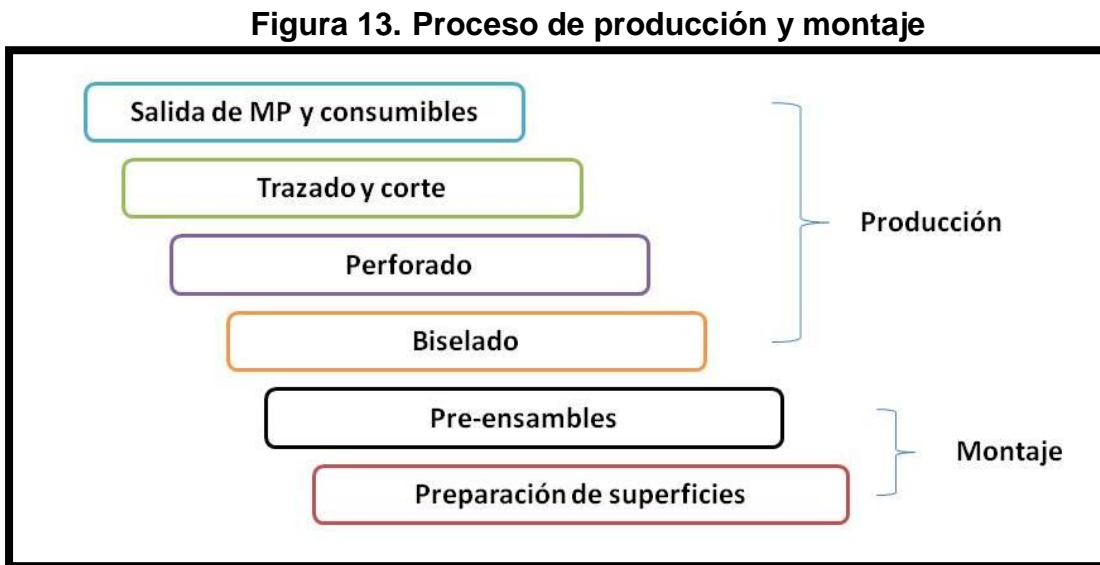 Figura 13. Proceso de producción y montaje
Salida de MP y consumibles
Trazado y corte
Perforado
Biselado
Producción
Pre-ensambles
Preparación de superficies
Montaje